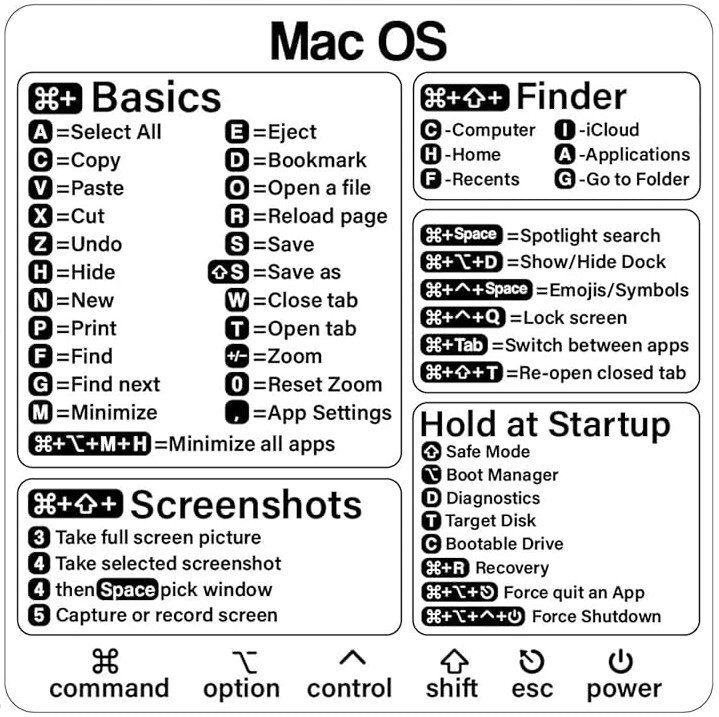 Mac OS
⌘+ Basics
A =Select All
C =Copy
V =Paste
X =Cut
Z =Undo
H =Hide
N =New
P =Print
F =Find
G =Find next
M =Minimize
E =Eject
D =Bookmark
O =Open a file
R =Reload page
S =Save
⇧S =Save as
W =Close tab
T =Open tab
+/- =Zoom
0 =Reset Zoom
, =App Settings
⌘+⌥+M+H =Minimize all apps
⌘+⇧+ Screenshots
3 Take full screen picture
4 Take selected screenshot
4 then Space pick window
5 Capture or record screen
⌘+⇧+ Finder
C -Computer
H -Home
F -Recents
I -iCloud
A -Applications
G -Go to Folder
⌘+Space =Spotlight search
⌘+⌥+D =Show/Hide Dock
⌘+^+Space =Emojis/Symbols
⌘+^+Q =Lock screen
⌘+Tab =Switch between apps
⌘+⇧+T =Re-open closed tab
Hold at Startup
⇧ Safe Mode
⌥ Boot Manager
D Diagnostics
T Target Disk
C Bootable Drive
⌘+R Recovery
⌘+⌥+⎋ Force quit an App
⌘+⌥+^+⏻ Force Shutdown
⌘ ⌥ ^ ⇧ ⎋ ⏻
command option control shift esc power